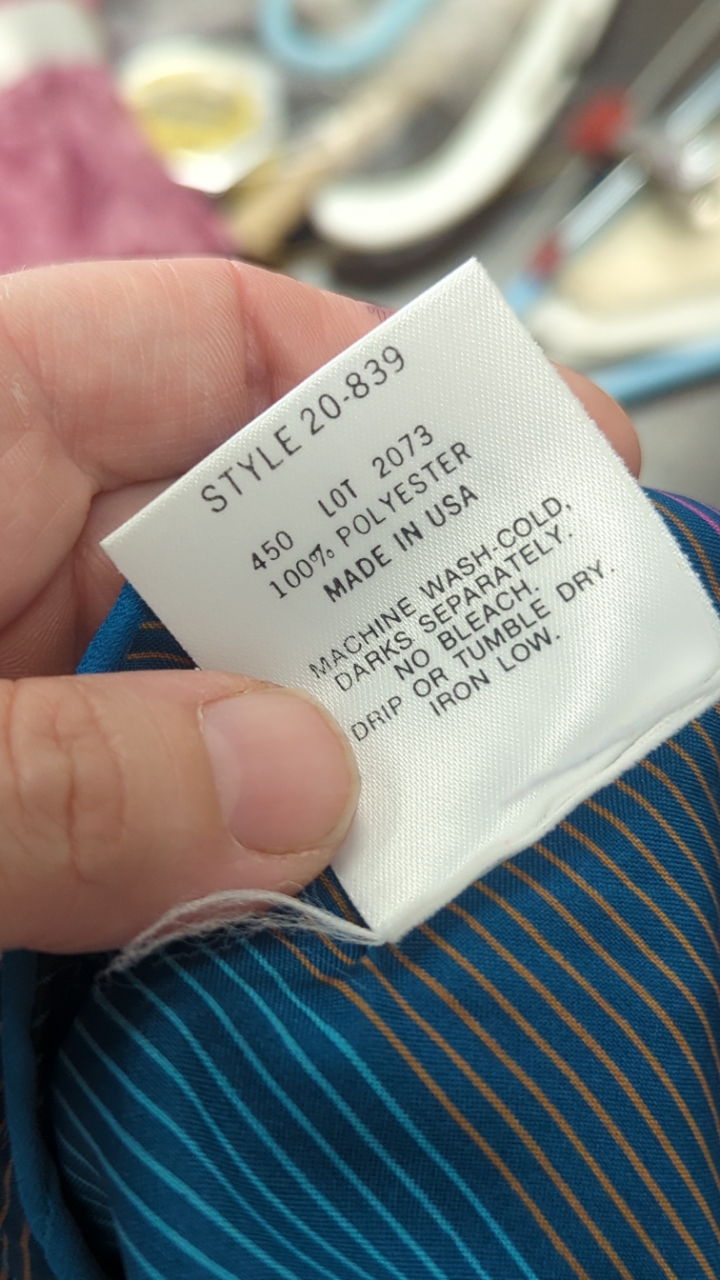 STYLE 20-839
450 LOT 2073
100% POLYESTER
MADE IN USA
MACHINE WASH-COLD,
DARKS SEPARATELY.
NO BLEACH.
DRIP OR TUMBLE DRY.
IRON LOW.